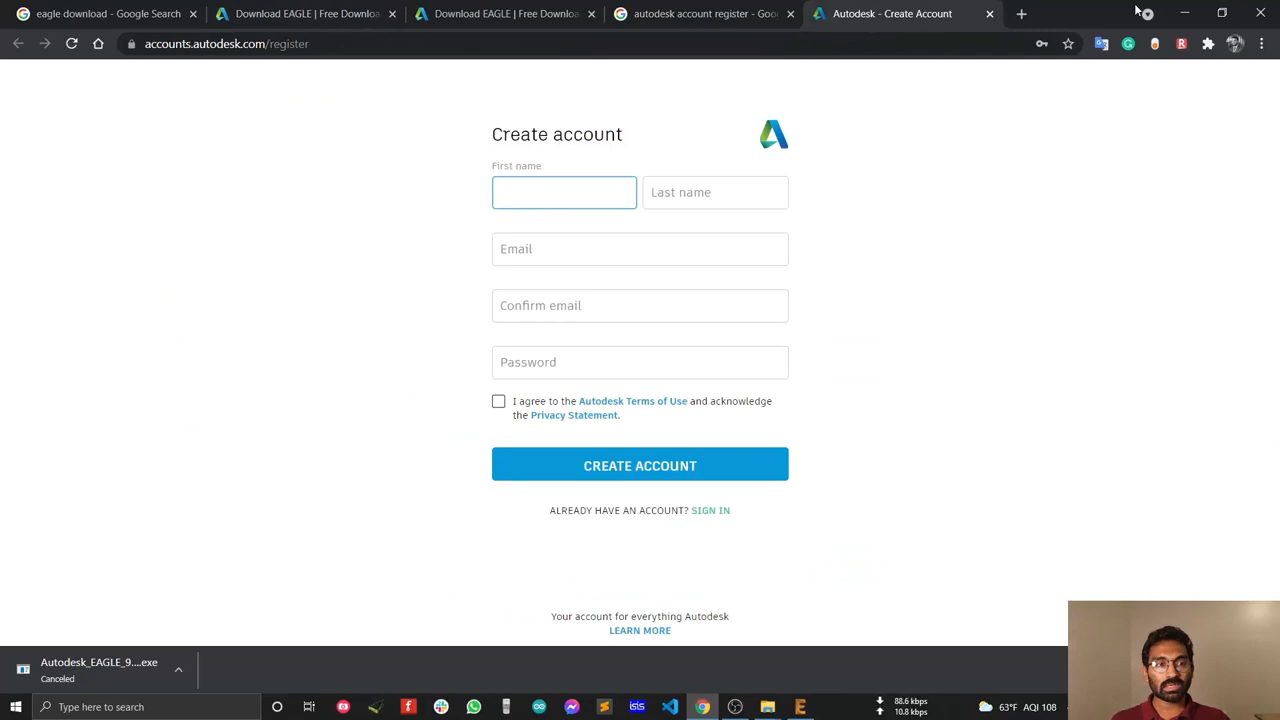 eagle download - Google Search
Download EAGLE | Free Downloa
Download EAGLE | Free Downloa
autodesk account register - Goo
Autodesk - Create Account
accounts.autodesk.com/register
Create account
First name
Last name
Email
Confirm email
Password
I agree to the Autodesk Terms of Use and acknowledge
the Privacy Statement.
CREATE ACCOUNT
ALREADY HAVE AN ACCOUNT? SIGN IN
Your account for everything Autodesk
LEARN MORE
Autodesk_EAGLE_9....exe
Canceled
Type here to search
88.6 kbps
10.8 kbps
63°F AQI 108